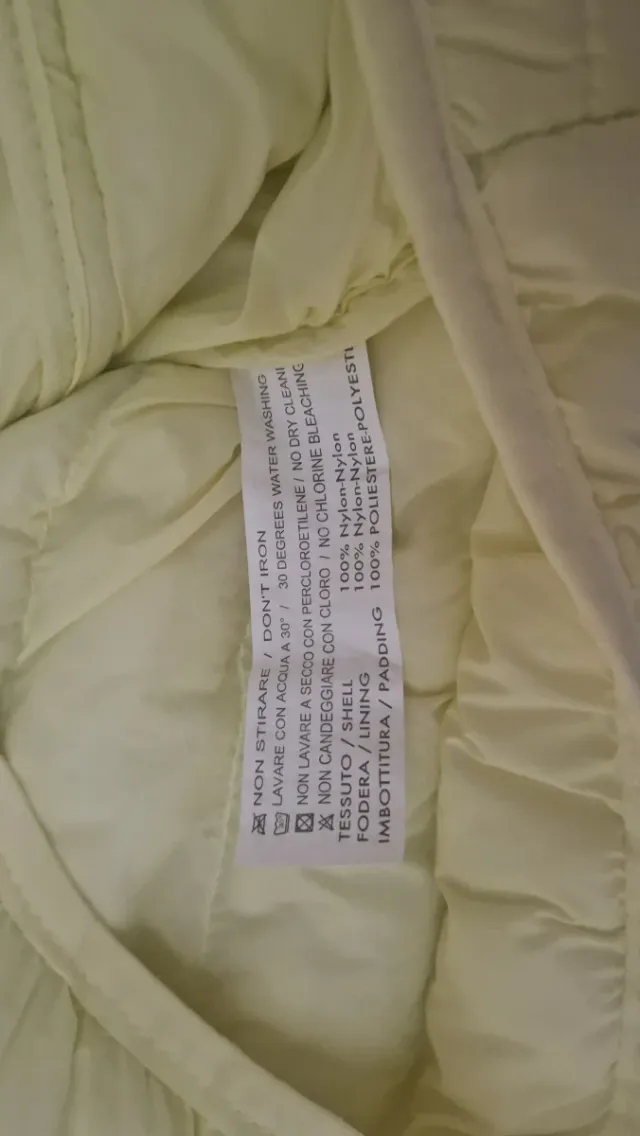 NON STIRARE / DON'T IRON
LAVARE CON ACQUA A 30° / 30 DEGREES WATER WASHING
NON LAVARE A SECCO CON PERCLOROETILENE / NO DRY CLEANI
NON CANDEGGIARE CON CLORO / NO CHLORINE BLEACHING
TESSUTO / SHELL 100% Nylon-Nylon
FODERA / LINING 100% Nylon-Nylon
IMBOTTITURA / PADDING 100% POLIESTERE-POLYESTI